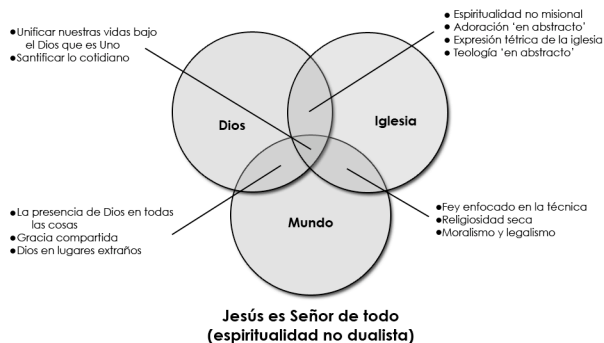 ● Unificar nuestras vidas bajo
el Dios que es Uno
● Santificar lo cotidiano
● Espiritualidad no misional
● Adoración 'en abstracto'
● Expresión tétrica de la iglesia
● Teología 'en abstracto'
Dios
Iglesia
Mundo
● La presencia de Dios en todas
las cosas
● Gracia compartida
● Dios en lugares extraños
● Fey enfocado en la técnica
● Religiosidad seca
● Moralismo y legalismo
Jesús es Señor de todo
(espiritualidad no dualista)